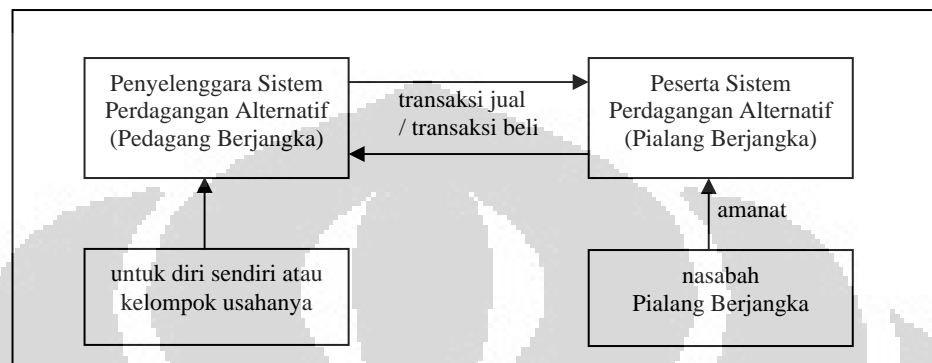 Penyelenggara Sistem
Perdagangan Alternatif
(Pedagang Berjangka)
transaksi jual
/ transaksi beli
Peserta Sistem
Perdagangan Alternatif
(Pialang Berjangka)
amanat
untuk diri sendiri atau
kelompok usahanya
nasabah
Pialang Berjangka